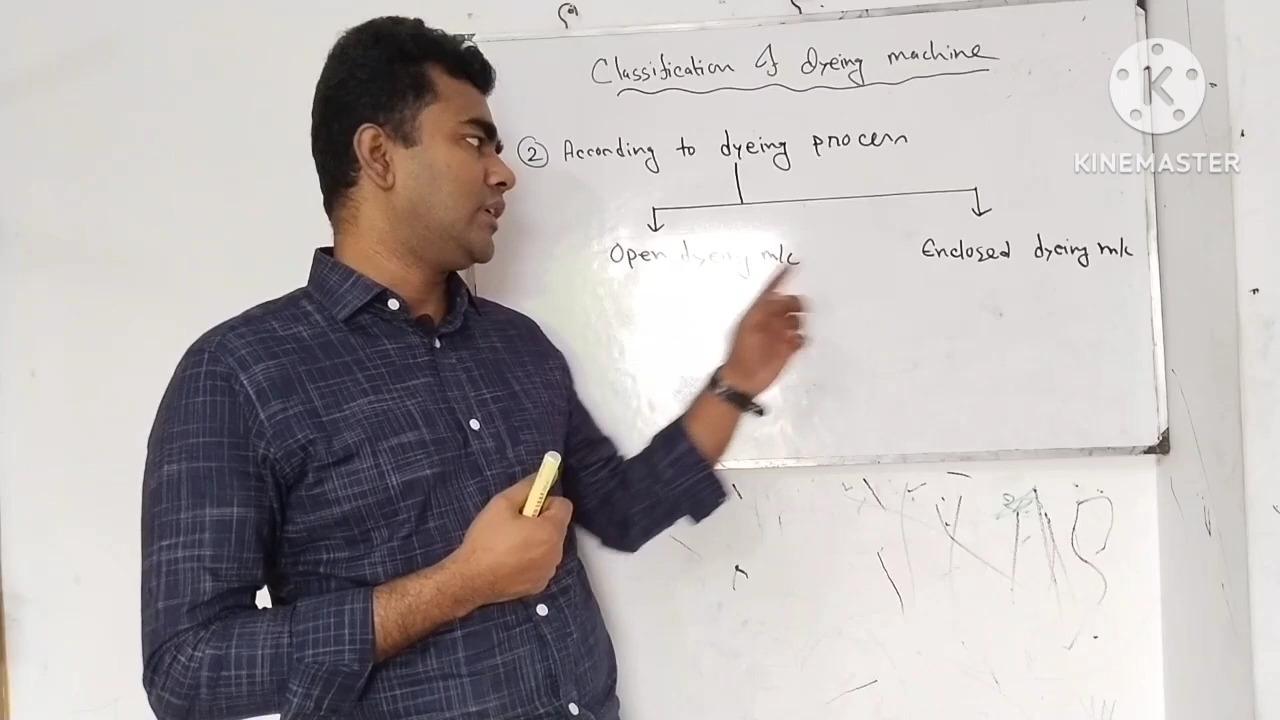 Classification of dyeing machine
② According to dyeing process
Open dyeing m/c
Enclosed dyeing m/c
K
KINEMASTER